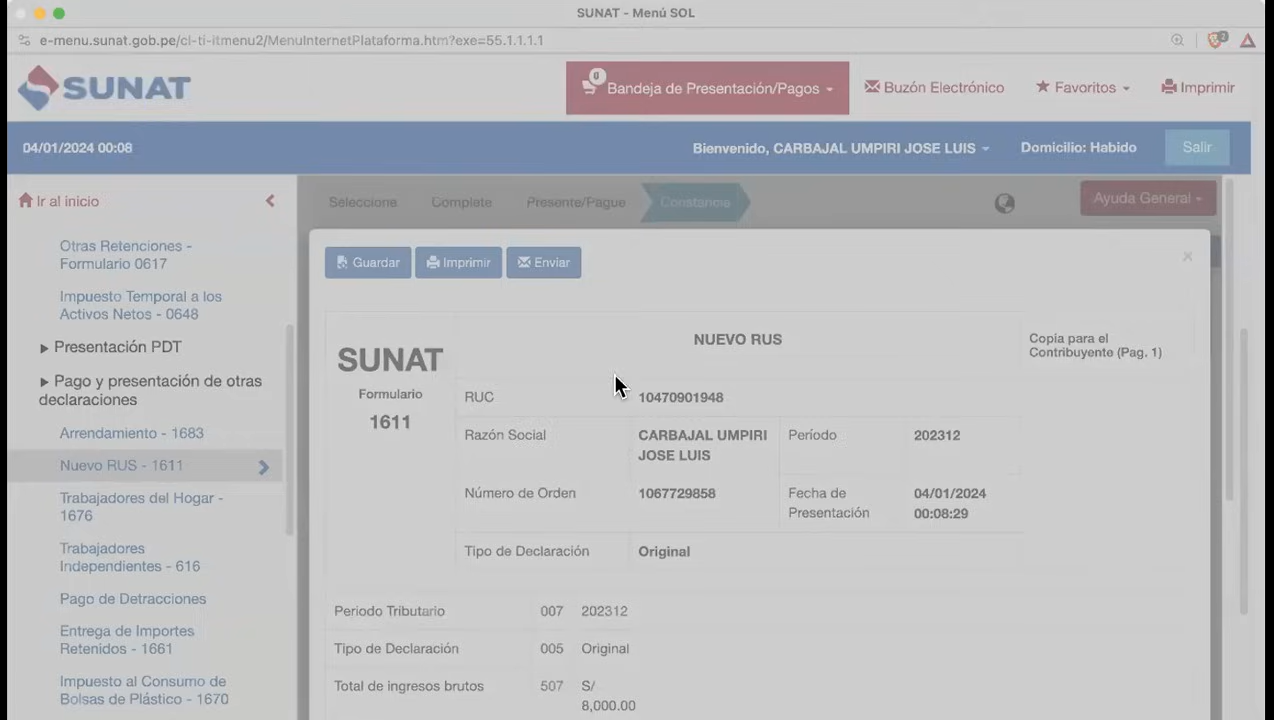 SUNAT - Menú SOL
e-menu.sunat.gob.pe/cl-ti-itmenu2/MenuInternetPlataforma.htm?exe=55.1.1.1.1
2
SUNAT
0
Bandeja de Presentación/Pagos
Buzón Electrónico
Favoritos
Imprimir
04/01/2024 00:08
Bienvenido, CARBAJAL UMPIRI JOSE LUIS
Domicilio: Habido
Salir
Ir al inicio
Otras Retenciones -
Formulario 0617
Impuesto Temporal a los
Activos Netos - 0648
Presentación PDT
Pago y presentación de otras
declaraciones
Arrendamiento - 1683
Nuevo RUS - 1611
Trabajadores del Hogar -
1676
Trabajadores
Independientes - 616
Pago de Detracciones
Entrega de Importes
Retenidos - 1661
Impuesto al Consumo de
Bolsas de Plástico - 1670
Seleccione
Complete
Presente/Pague
Constancia
Ayuda General
Guardar
Imprimir
Enviar
×
SUNAT
Formulario
1611
NUEVO RUS
Copia para el
Contribuyente (Pag. 1)
RUC 10470901948
Razón Social CARBAJAL UMPIRI
JOSE LUIS
Período 202312
Número de Orden 1067729858
Fecha de
Presentación
04/01/2024
00:08:29
Tipo de Declaración Original
Periodo Tributario 007 202312
Tipo de Declaración 005 Original
Total de ingresos brutos 507 S/
8,000.00